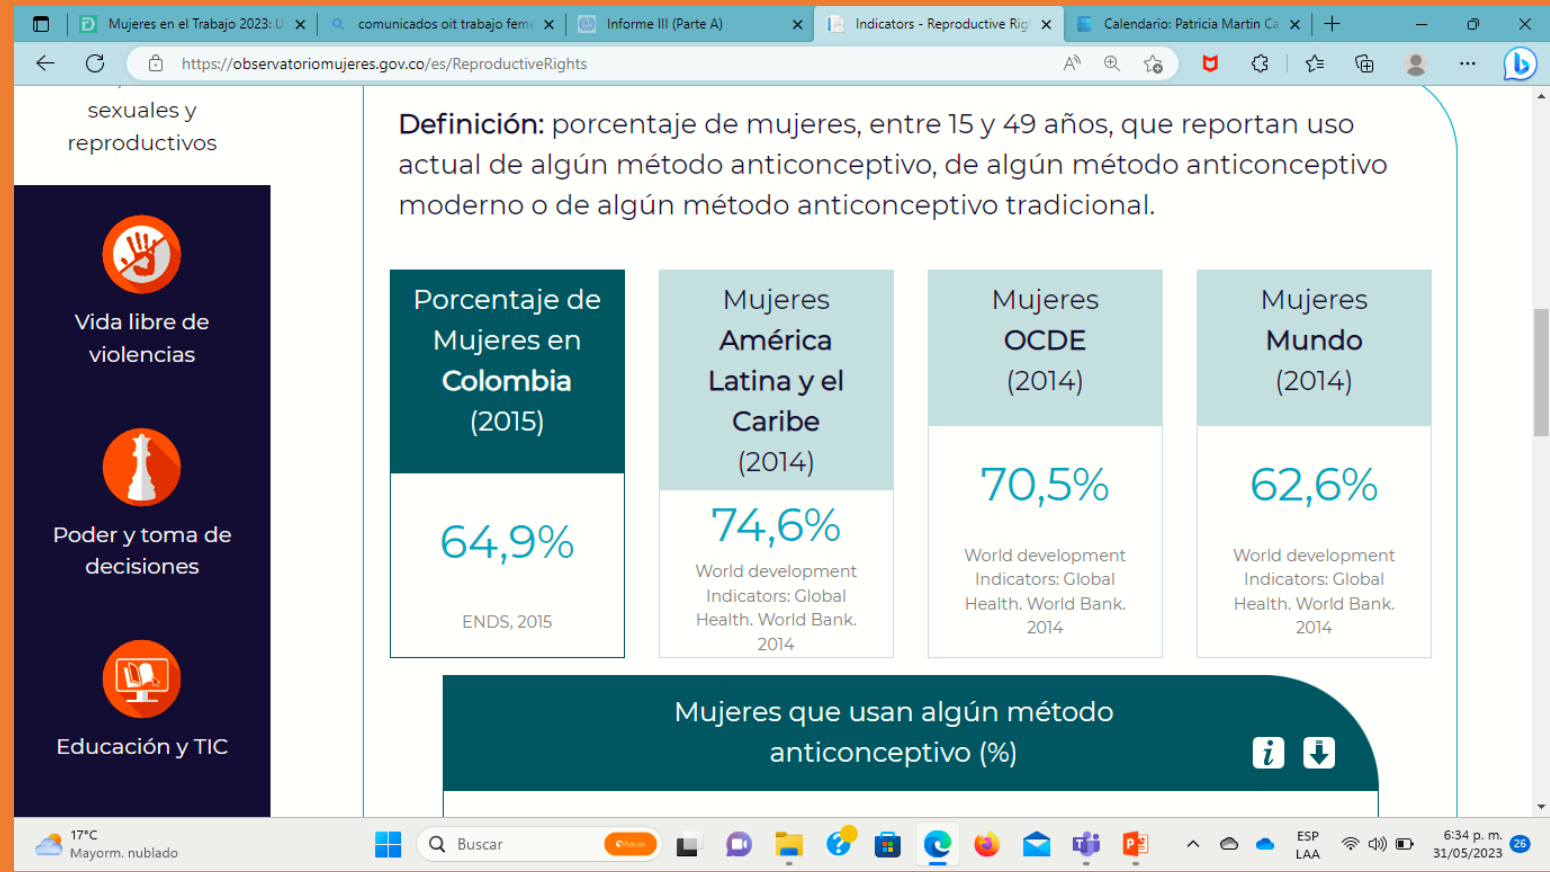 Mujeres en el Trabajo 2023: U
comunicados oit trabajo fem
Informe III (Parte A)
Indicators - Reproductive Rig
Calendario: Patricia Martin Ca
https://observatoriomujeres.gov.co/es/ReproductiveRights
sexuales y
reproductivos
Vida libre de
violencias
Poder y toma de
decisiones
Educación y TIC
Definición: porcentaje de mujeres, entre 15 y 49 años, que reportan uso
actual de algún método anticonceptivo, de algún método anticonceptivo
moderno o de algún método anticonceptivo tradicional.
Porcentaje de
Mujeres en
Colombia
(2015)
64,9%
ENDS, 2015
Mujeres
América
Latina y el
Caribe
(2014)
74,6%
World development
Indicators: Global
Health. World Bank.
2014
Mujeres
OCDE
(2014)
70,5%
World development
Indicators: Global
Health. World Bank.
2014
Mujeres
Mundo
(2014)
62,6%
World development
Indicators: Global
Health. World Bank.
2014
Mujeres que usan algún método
anticonceptivo (%)
17°C
Mayorm. nublado
Buscar
ESP
LAA
6:34 p. m.
31/05/2023
26